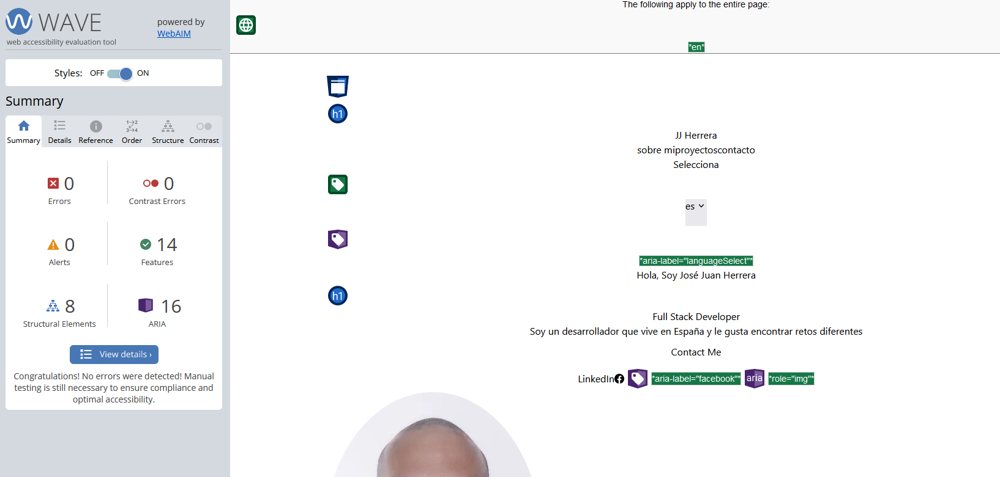 WAVE
web accessibility evaluation tool
powered by
WebAIM
Styles: OFF ON
Summary
Summary Details Reference Order Structure Contrast
0
Errors
0
Contrast Errors
0
Alerts
14
Features
8
Structural Elements
16
ARIA
View details ›
Congratulations! No errors were detected! Manual
testing is still necessary to ensure compliance and
optimal accessibility.
The following apply to the entire page:
*en*
h1
JJ Herrera
sobre miproyectoscontacto
Selecciona
es
*aria-label="languageSelect"*
Hola, Soy José Juan Herrera
h1
Full Stack Developer
Soy un desarrollador que vive en España y le gusta encontrar retos diferentes
Contact Me
LinkedIn *aria-label="facebook"* aria *role="img"*